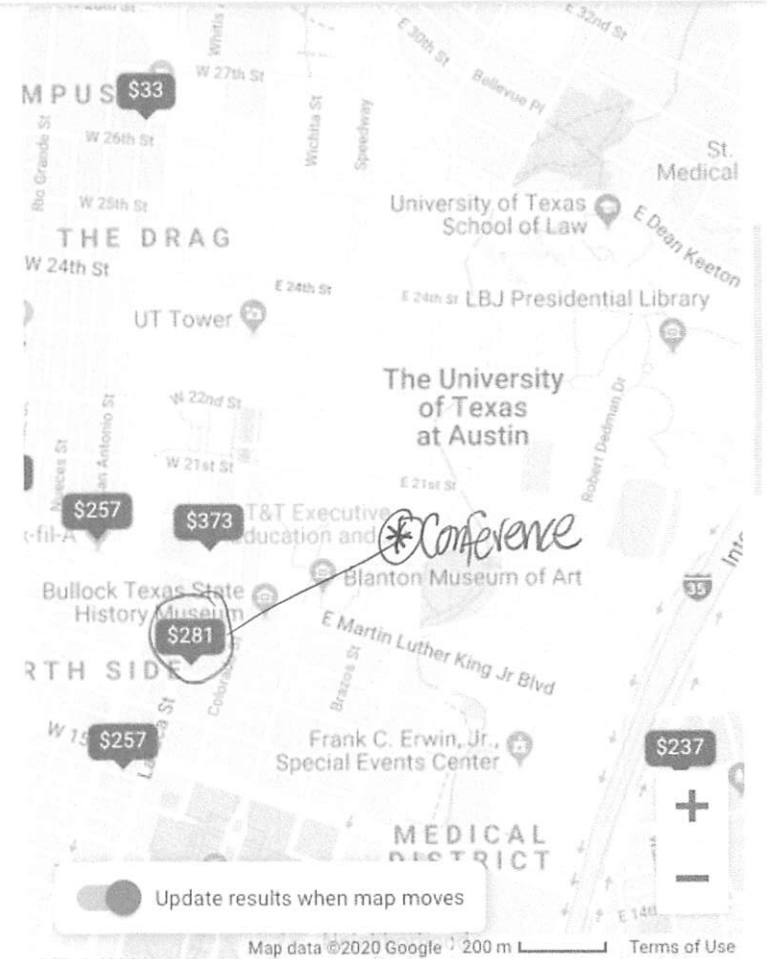 E 32nd St
Whitis
E 30th St
W 27th St
MPUS
$33
Bellevue Pl
Wichita St
Speedway
W 26th St
Rio Grande St
St.
Medical
W 25th St
University of Texas
School of Law
E Dean Keeton
THE DRAG
W 24th St
E 24th St
E 24th St
LBJ Presidential Library
UT Tower
The University
of Texas
at Austin
Robert Dedman Dr
W 22nd St
an Antonio St
Nueces St
W 21st St
E 21st St
$257
$373
T&T Executive
ducation and
-fil-A
* Conference
Inte
Blanton Museum of Art
35
Bullock Texas State
History Museum
$281
E Martin Luther King Jr Blvd
RTH SIDE
Colorado St
Brazos St
ca St
W 15
$257
La
Frank C. Erwin, Jr.,
Special Events Center
$237
+
MEDICAL
DISTRICT
−
Update results when map moves
E 14th
Map data ©2020 Google
200 m
Terms of Use